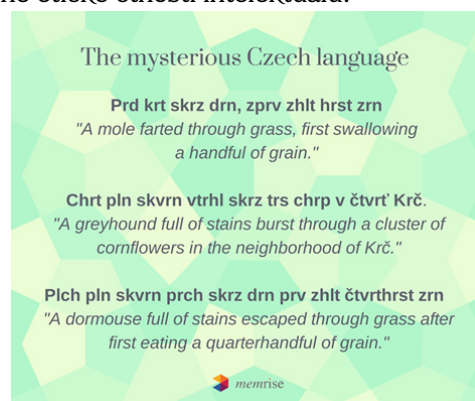 The mysterious Czech language
Prd krt skrz drn, zprv zhlt hrst zrn
"A mole farted through grass, first swallowing
a handful of grain."
Chrt pln skvrn vtrhl skrz trs chrp v čtvrť Krč.
"A greyhound full of stains burst through a cluster of
cornflowers in the neighborhood of Krč."
Plch pln skvrn prch skrz drn prv zhlt čtvrthrst zrn
"A dormouse full of stains escaped through grass after
first eating a quarterhandful of grain."
memrise